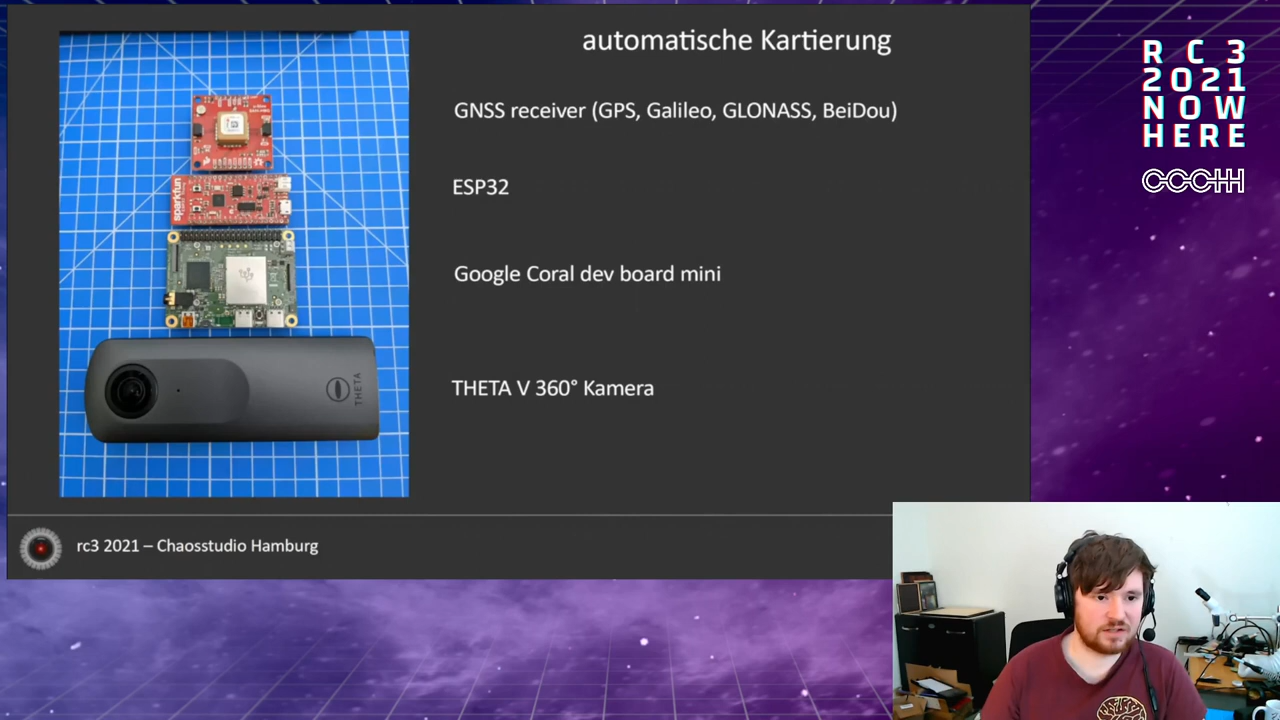 automatische Kartierung
GNSS receiver (GPS, Galileo, GLONASS, BeiDou)
ESP32
Google Coral dev board mini
THETA V 360° Kamera
sparkfun
THETA
rc3 2021 – Chaosstudio Hamburg
RC3
2021
NOW
HERE
CCCHH